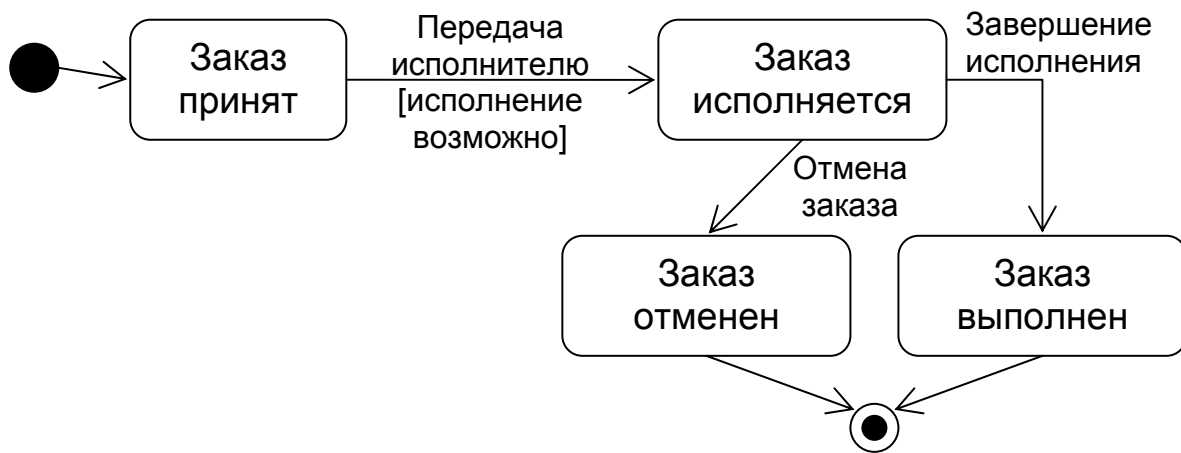 Заказ
принят
Передача
исполнителю
[исполнение
возможно]
Заказ
исполняется
Завершение
исполнения
Отмена
заказа
Заказ
отменен
Заказ
выполнен